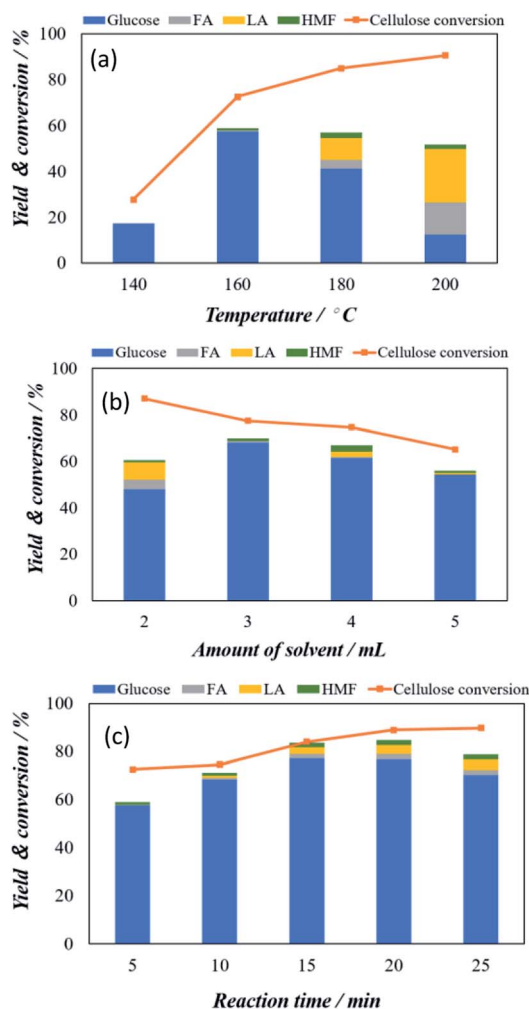 Glucose FA LA HMF Cellulose conversion
100
(a)
80
60
40
20
0
Yield & conversion / %
140 160 180 200
Temperature / °C
Glucose FA LA HMF Cellulose conversion
100
(b)
80
60
40
20
0
Yield & conversion / %
2 3 4 5
Amount of solvent / mL
Glucose FA LA HMF Cellulose conversion
100
(c)
80
60
40
20
0
Yield & conversion / %
5 10 15 20 25
Reaction time / min